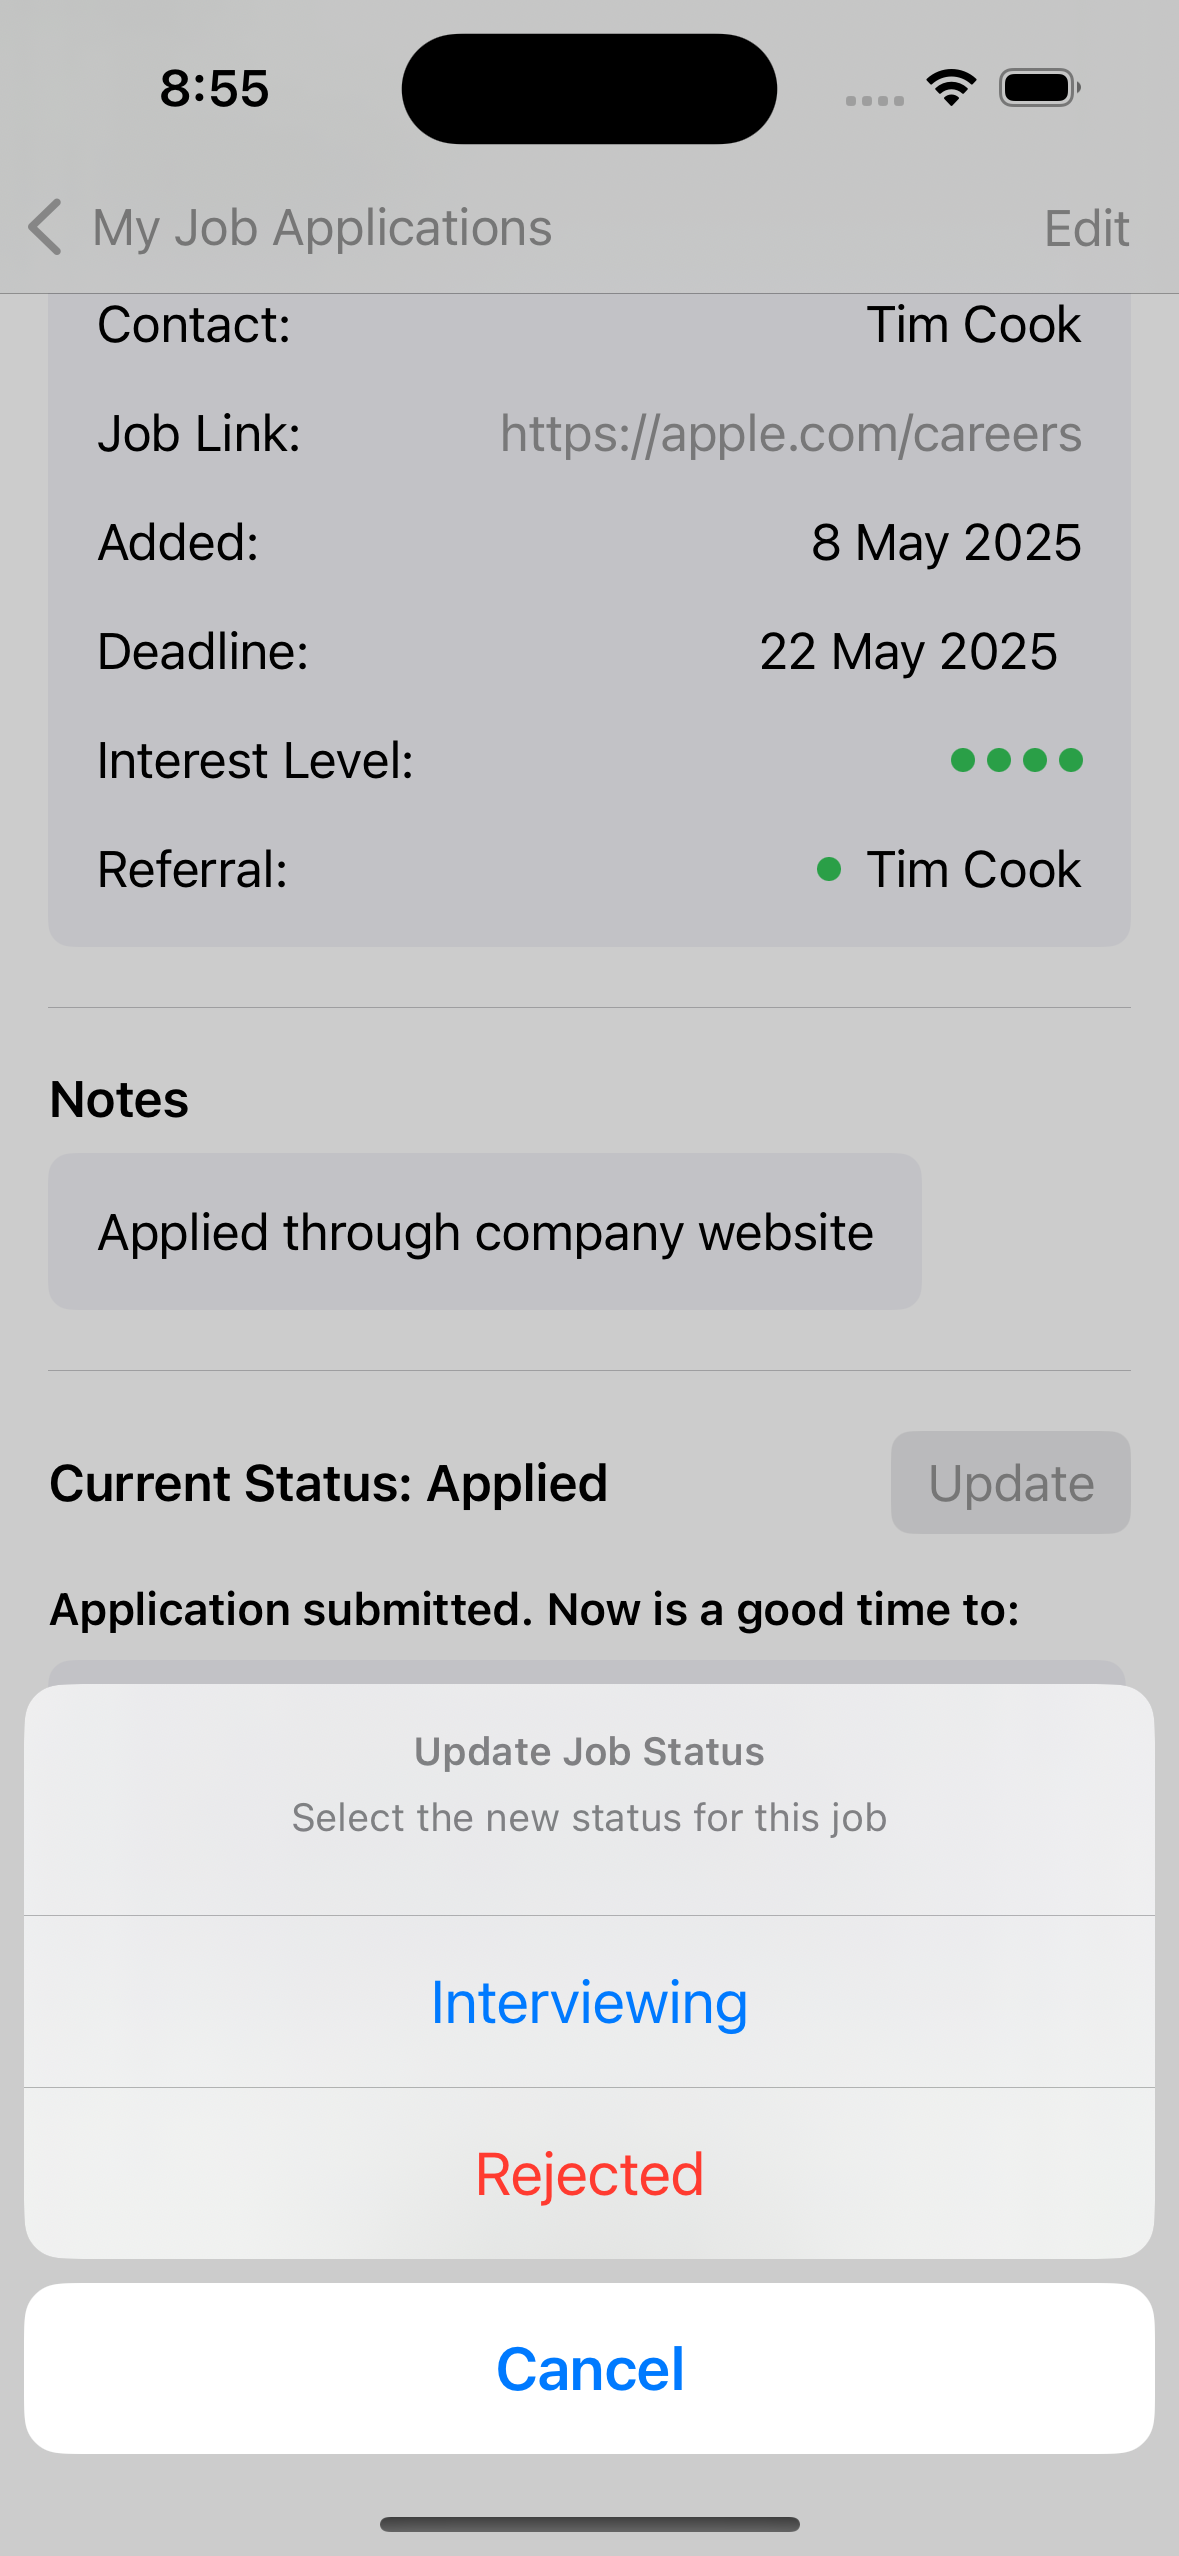 8:55
My Job Applications Edit
Contact: Tim Cook
Job Link: https://apple.com/careers
Added: 8 May 2025
Deadline: 22 May 2025
Interest Level:
Referral: Tim Cook
Notes
Applied through company website
Current Status: Applied Update
Application submitted. Now is a good time to:
Update Job Status
Select the new status for this job
Interviewing
Rejected
Cancel